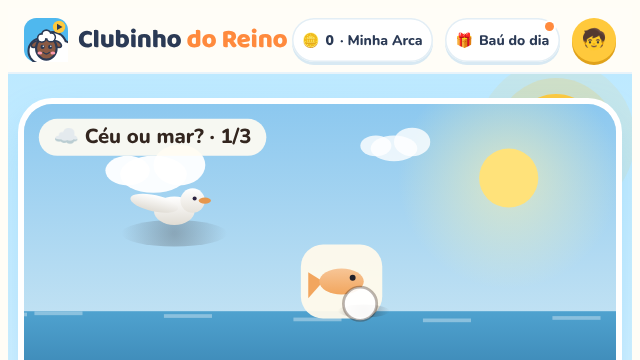 Clubinho do Reino
0 · Minha Arca
Baú do dia
Céu ou mar? · 1/3